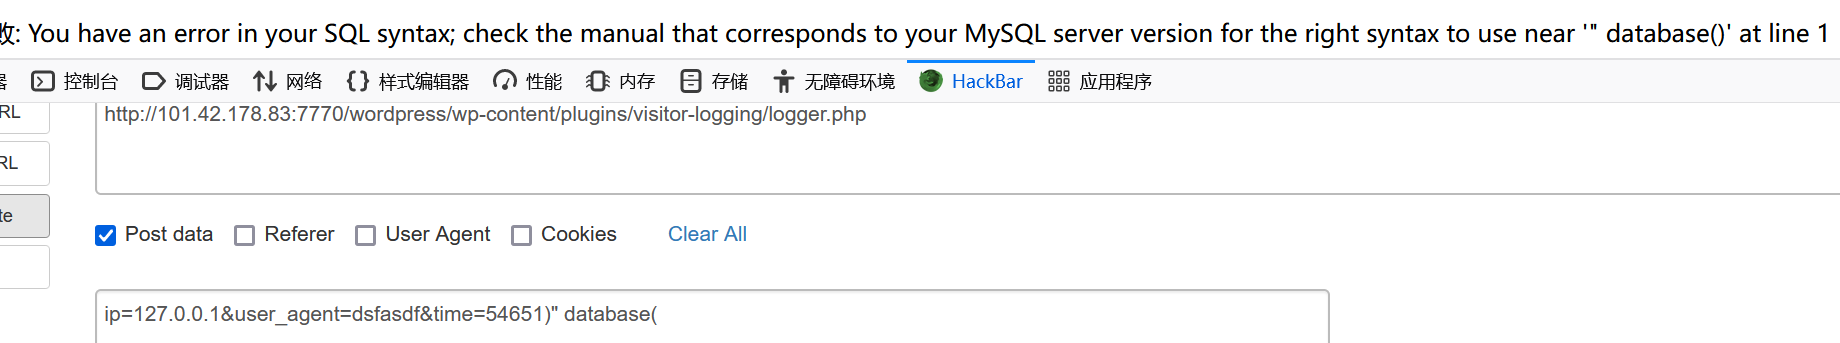 败: You have an error in your SQL syntax; check the manual that corresponds to your MySQL server version for the right syntax to use near '" database()' at line 1
器 控制台 调试器 网络 样式编辑器 性能 内存 存储 无障碍环境 HackBar 应用程序
RL http://101.42.178.83:7770/wordpress/wp-content/plugins/visitor-logging/logger.php
RL
te
Post data Referer User Agent Cookies Clear All
ip=127.0.0.1&user_agent=dsfasdf&time=54651)" database(